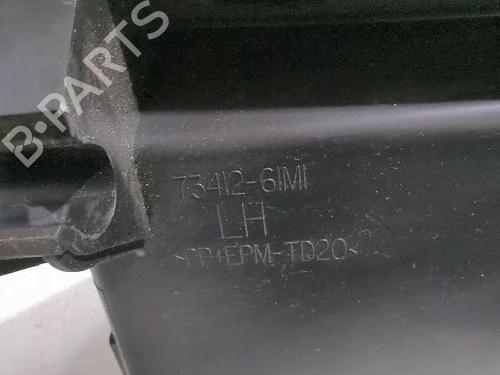 B·PARTS
73412-61M1
LH
>PP+EPM-TD20<